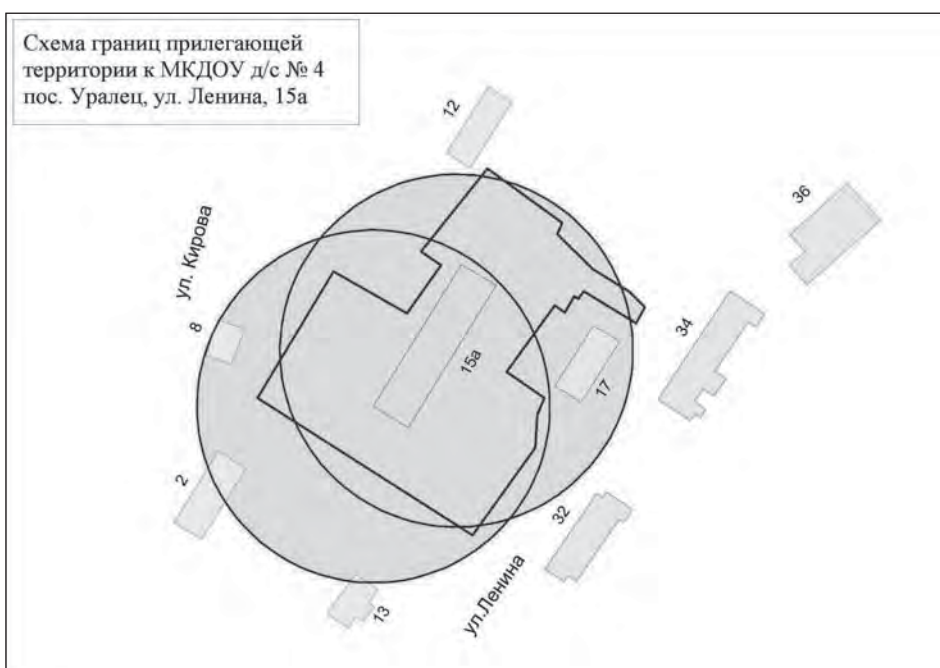 Схема границ прилегающей
территории к МКДОУ д/с № 4
пос. Уралец, ул. Ленина, 15а
12
36
ул. Кирова
8
34
15а
17
2
32
ул.Ленина
13